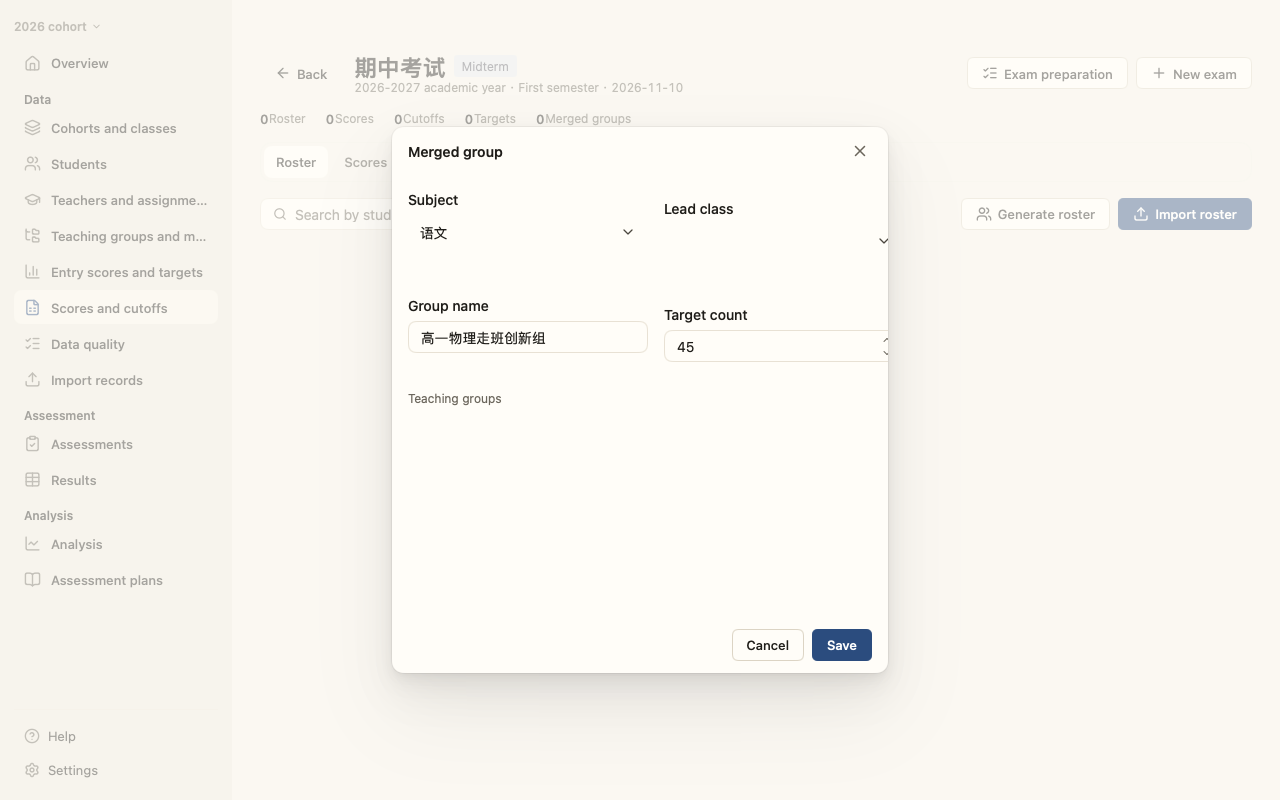 2026 cohort
Overview
Data
Cohorts and classes
Students
Teachers and assignme...
Teaching groups and m...
Entry scores and targets
Scores and cutoffs
Data quality
Import records
Assessment
Assessments
Results
Analysis
Analysis
Assessment plans
Help
Settings
Back
期中考试 Midterm
2026-2027 academic year · First semester · 2026-11-10
Exam preparation
New exam
0Roster 0Scores 0Cutoffs 0Targets 0Merged groups
Roster Scores
Search by stud
Generate roster
Import roster
Merged group
Subject
语文
Lead class
Group name
高一物理走班创新组
Target count
45
Teaching groups
Cancel Save